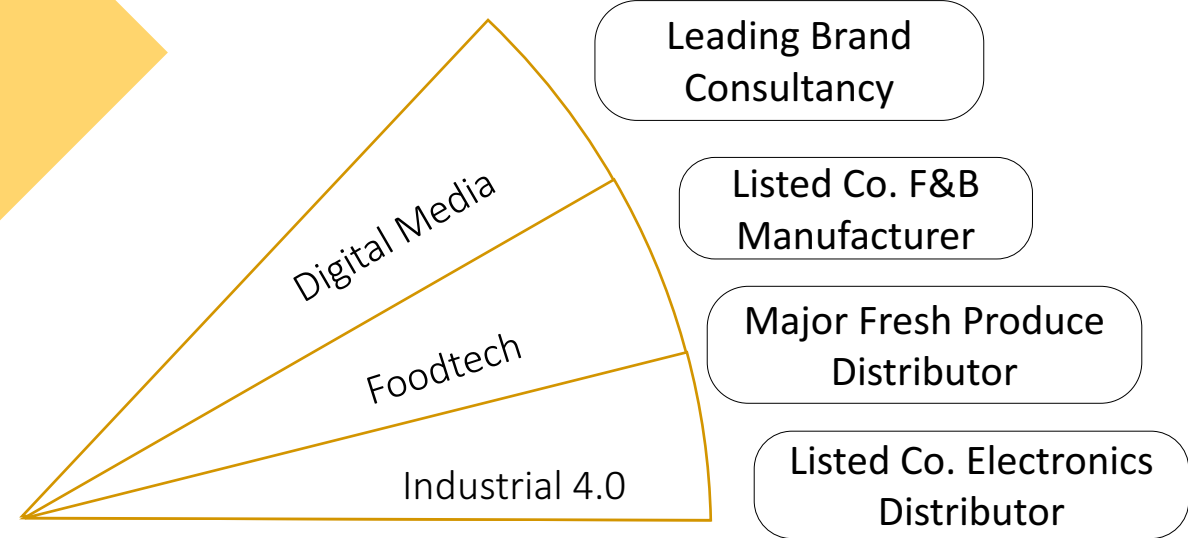 Leading Brand
Consultancy
Digital Media
Listed Co. F&B
Manufacturer
Foodtech
Major Fresh Produce
Distributor
Industrial 4.0
Listed Co. Electronics
Distributor